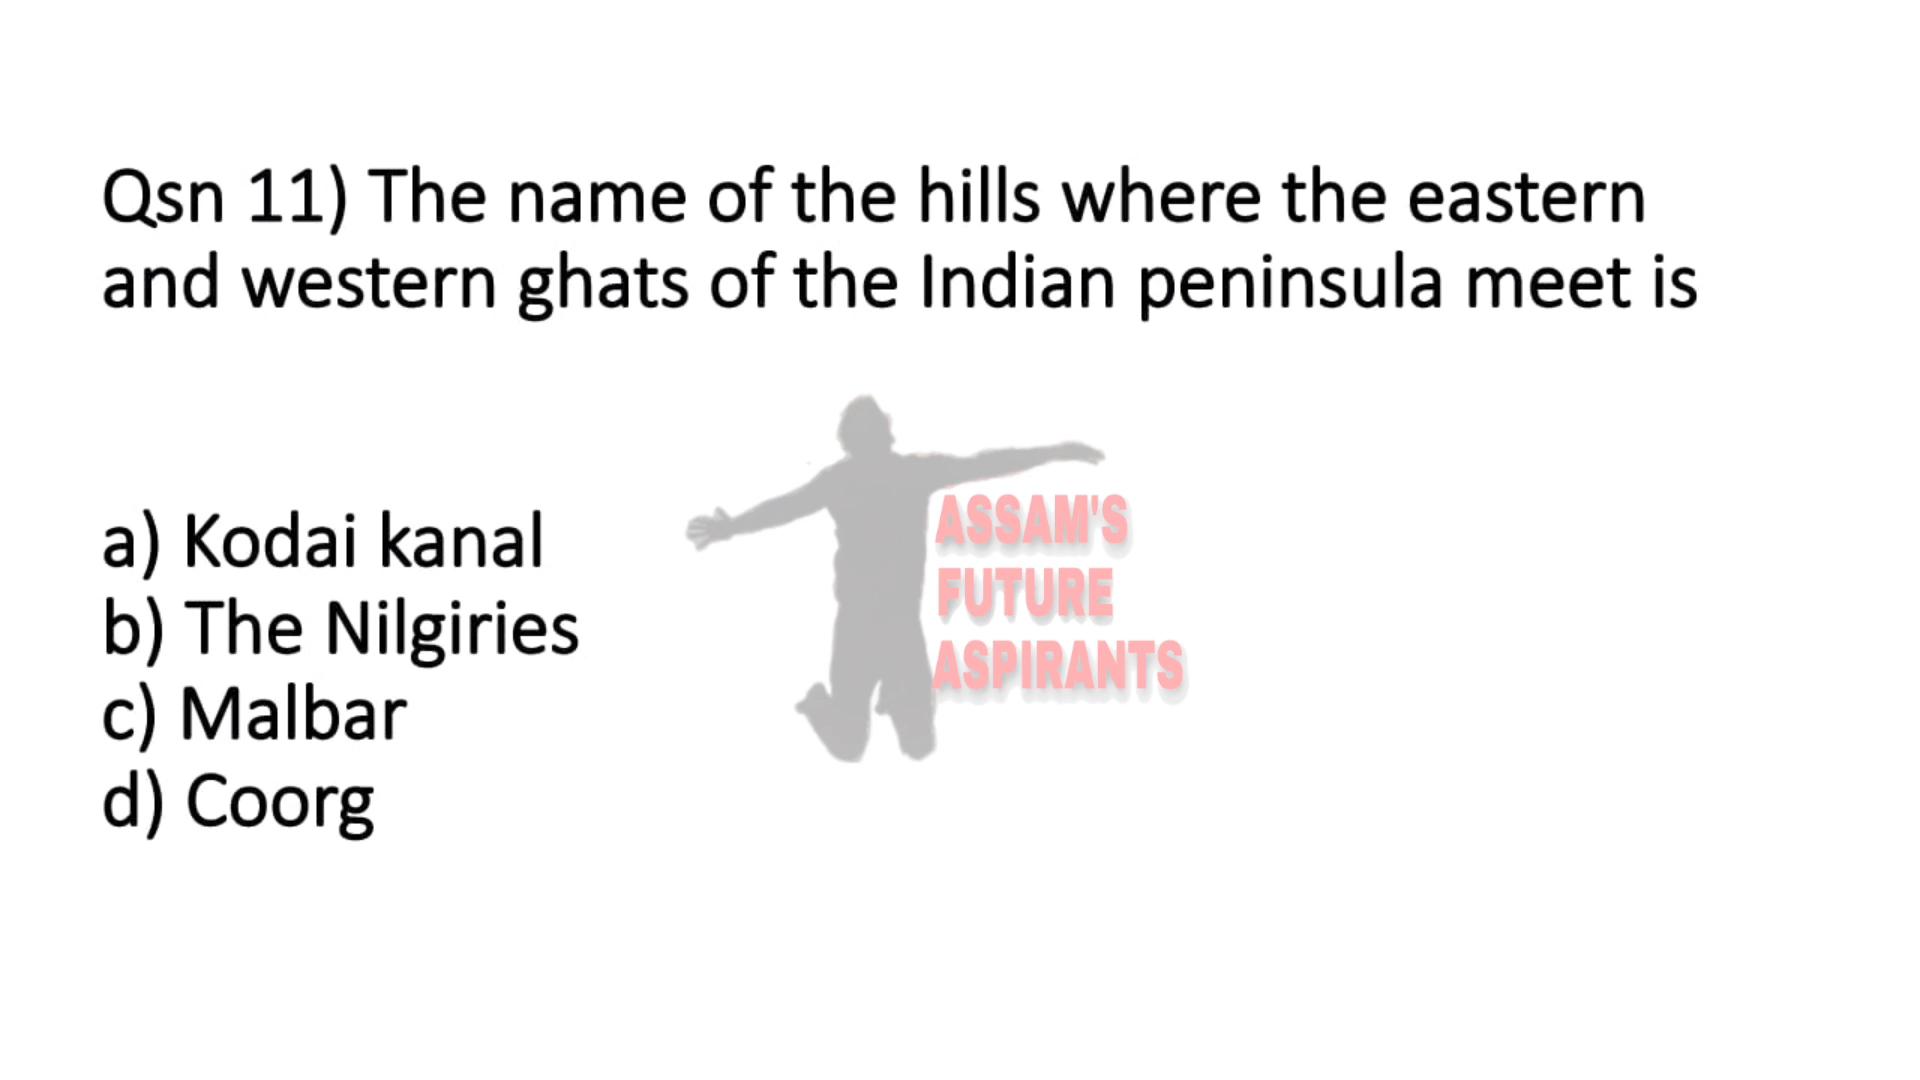 Qsn 11) The name of the hills where the eastern
and western ghats of the Indian peninsula meet is
a) Kodai kanal
b) The Nilgiries
c) Malbar
d) Coorg
ASSAM'S
FUTURE
ASPIRANTS